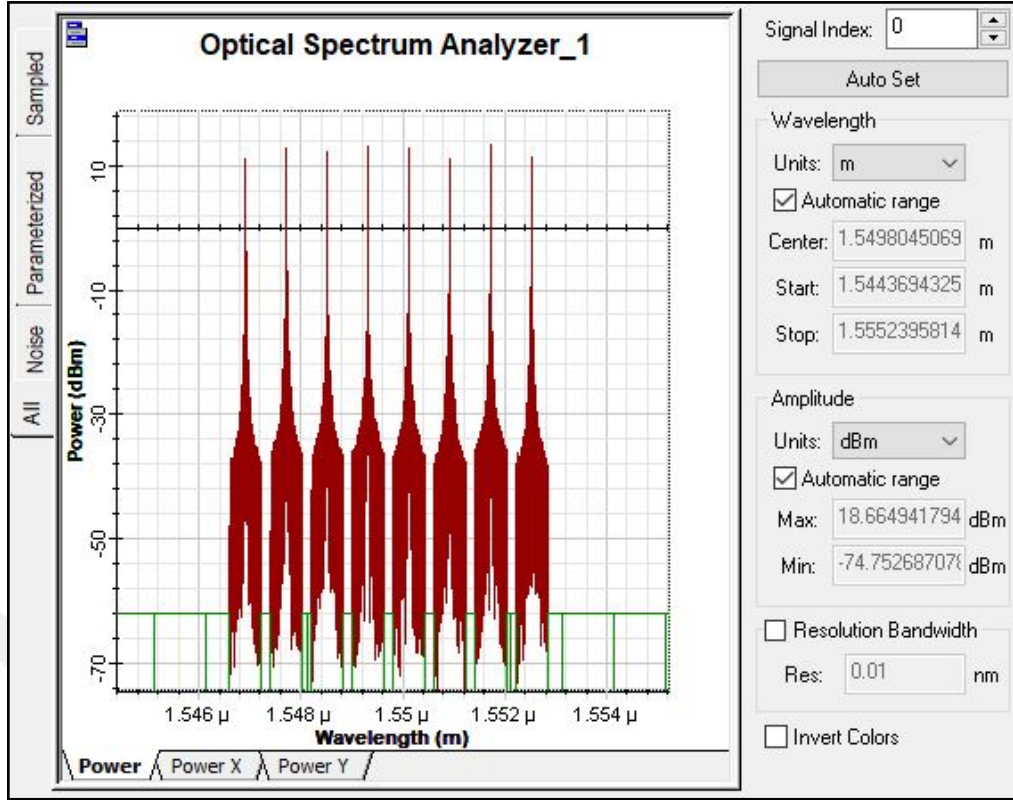 Optical Spectrum Analyzer_1
Sampled
Parameterized
Noise
All
Power (dBm)
10
-10
-30
-50
-70
1.546 µ
1.548 µ
1.55 µ
1.552 µ
1.554 µ
Wavelength (m)
Power
Power X
Power Y
Signal Index: 0
Auto Set
Wavelength
Units: m
Automatic range
Center: 1.5498045069 m
Start: 1.5443694325 m
Stop: 1.5552395814 m
Amplitude
Units: dBm
Automatic range
Max: 18.664941794 dBm
Min: -74.75268707 dBm
Resolution Bandwidth
Res: 0.01 nm
Invert Colors